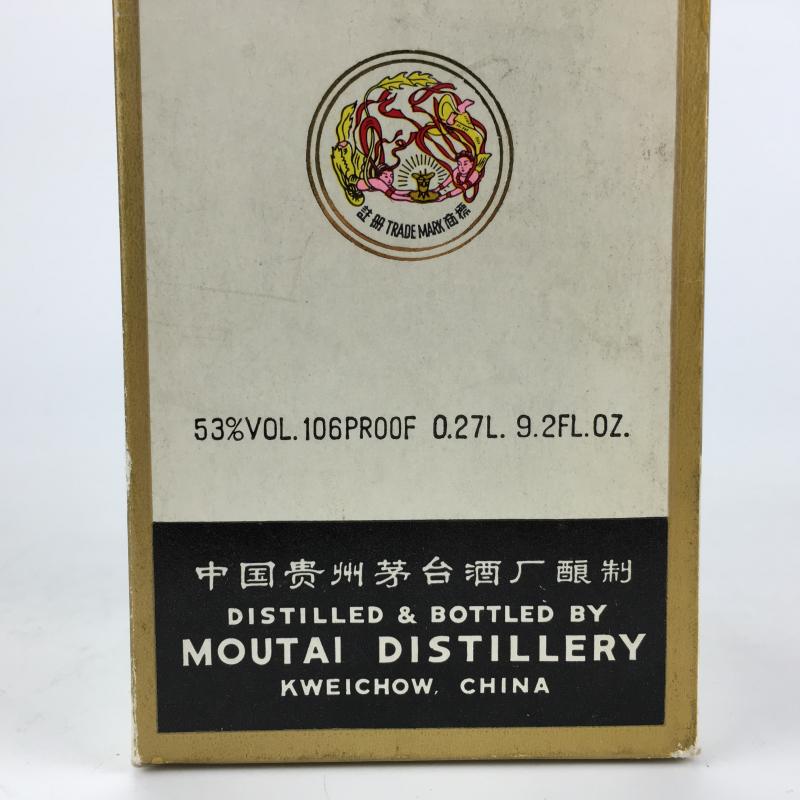 註冊 TRADE MARK 商標
53%VOL. 106PROOF 0.27L. 9.2FL.OZ.
中国贵州茅台酒厂酿制
DISTILLED & BOTTLED BY
MOUTAI DISTILLERY
KWEICHOW, CHINA